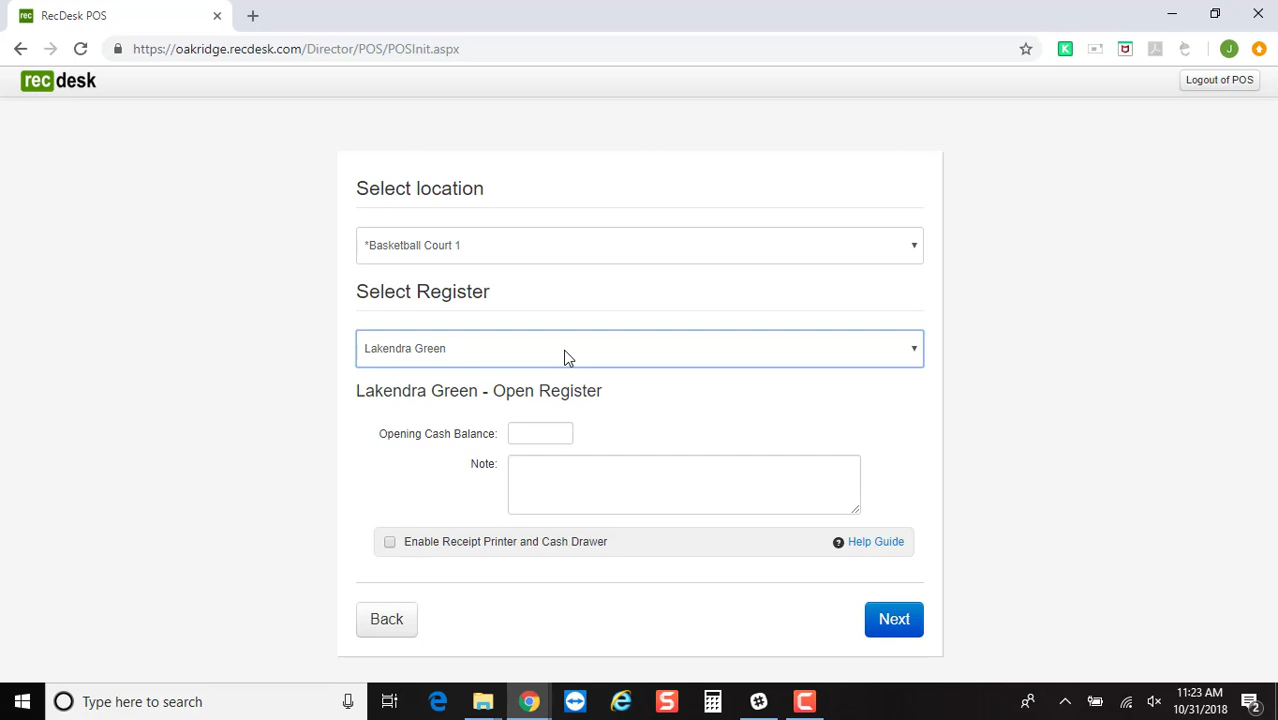 rec RecDesk POS
https://oakridge.recdesk.com/Director/POS/POSInit.aspx
K
J
rec desk
Logout of POS
Select location
*Basketball Court 1
Select Register
Lakendra Green
Lakendra Green - Open Register
Opening Cash Balance:
Note:
Enable Receipt Printer and Cash Drawer
? Help Guide
Back
Next
Type here to search
S
C
11:23 AM
10/31/2018
2